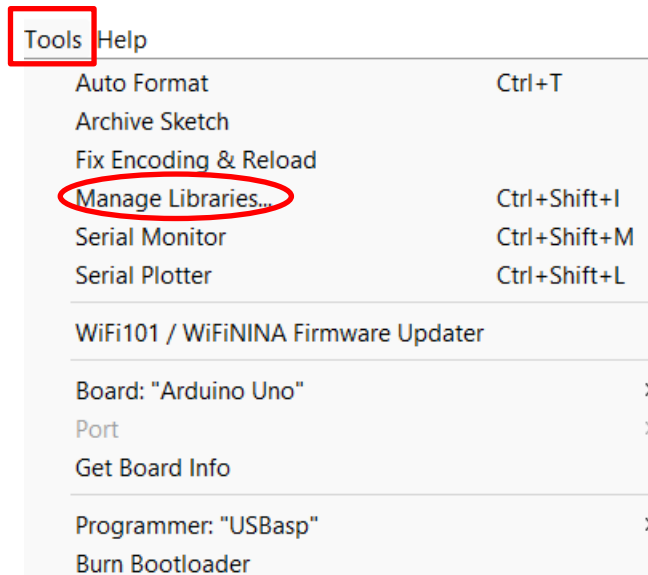 Tools Help
Auto Format Ctrl+T
Archive Sketch
Fix Encoding & Reload
Manage Libraries... Ctrl+Shift+I
Serial Monitor Ctrl+Shift+M
Serial Plotter Ctrl+Shift+L
WiFi101 / WiFiNINA Firmware Updater
Board: "Arduino Uno"
Port
Get Board Info
Programmer: "USBasp"
Burn Bootloader